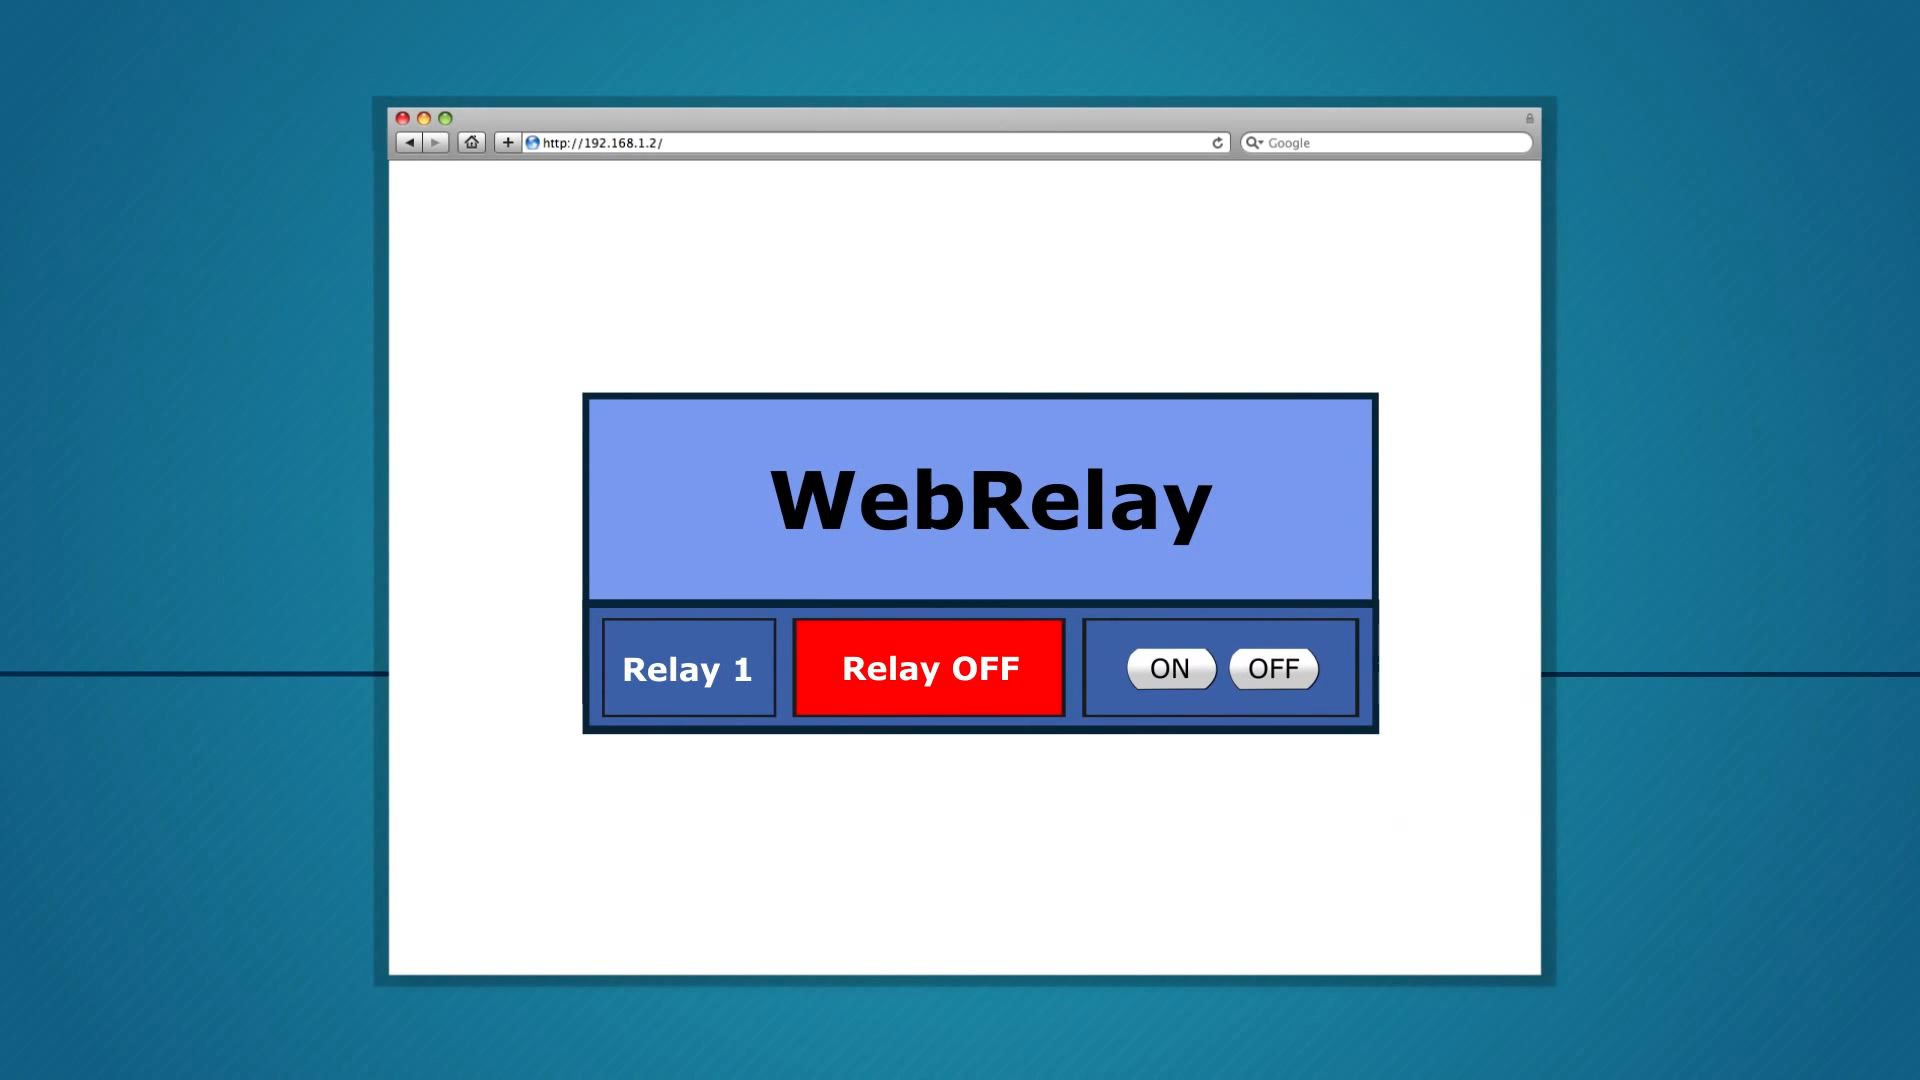 http://192.168.1.2/
Google
WebRelay
Relay 1
Relay OFF
ON
OFF